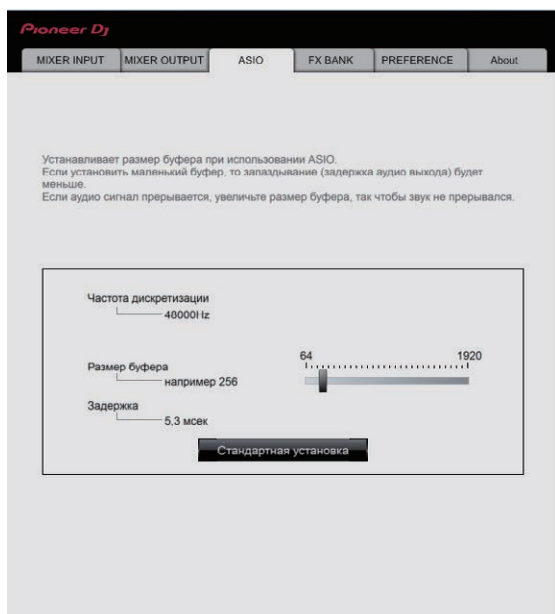 Pioneer Dj
MIXER INPUT MIXER OUTPUT ASIO FX BANK PREFERENCE About
Устанавливает размер буфера при использовании ASIO.
Если установить маленький буфер, то запаздывание (задержка аудио выхода) будет
меньше.
Если аудио сигнал прерывается, увеличьте размер буфера, так чтобы звук не прерывался.
Частота дискретизации
48000Hz
64 1920
Размер буфера
например 256
Задержка
5,3 мсек
Стандартная установка